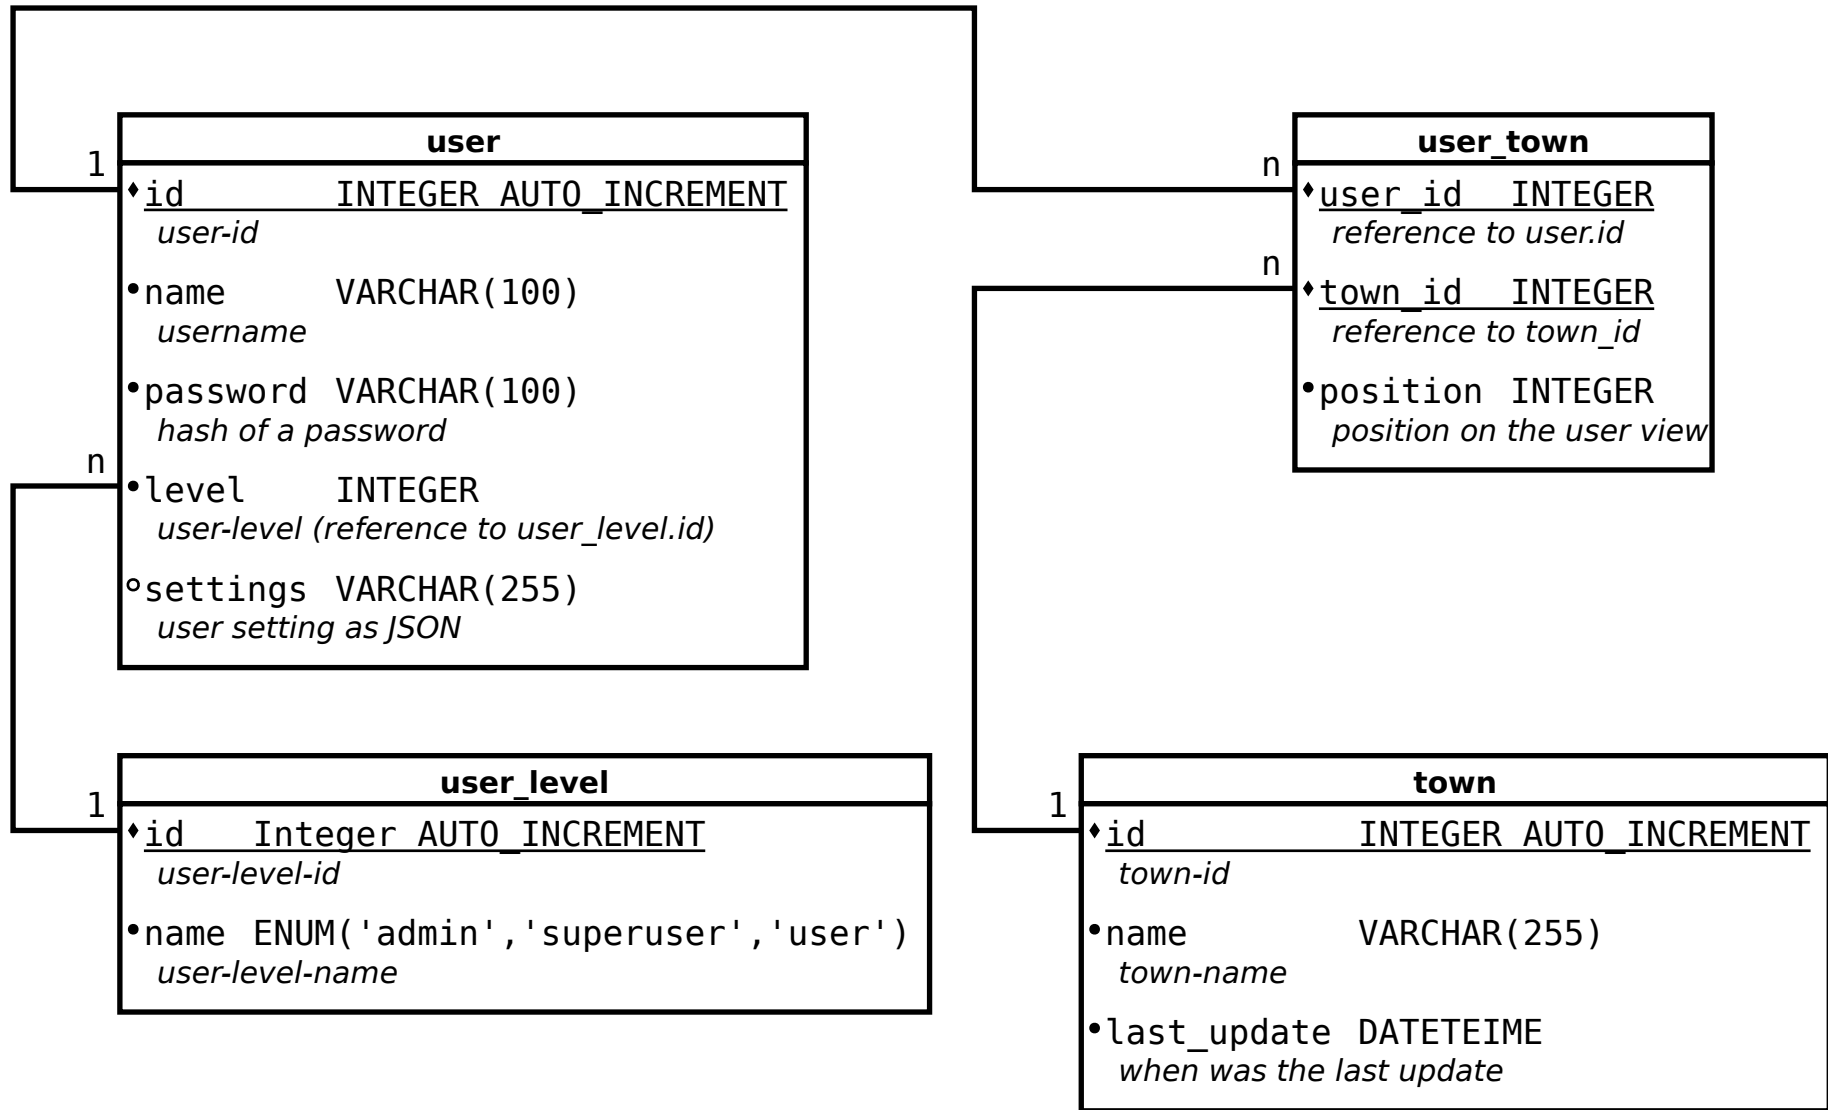 user
1
id INTEGER AUTO_INCREMENT
user-id
name VARCHAR(100)
username
password VARCHAR(100)
hash of a password
n
level INTEGER
user-level (reference to user_level.id)
settings VARCHAR(255)
user setting as JSON
user_town
n
user_id INTEGER
reference to user.id
n
town_id INTEGER
reference to town_id
position INTEGER
position on the user view
user_level
1
id Integer AUTO_INCREMENT
user-level-id
name ENUM('admin','superuser','user')
user-level-name
town
1
id INTEGER AUTO_INCREMENT
town-id
name VARCHAR(255)
town-name
last_update DATETEIME
when was the last update